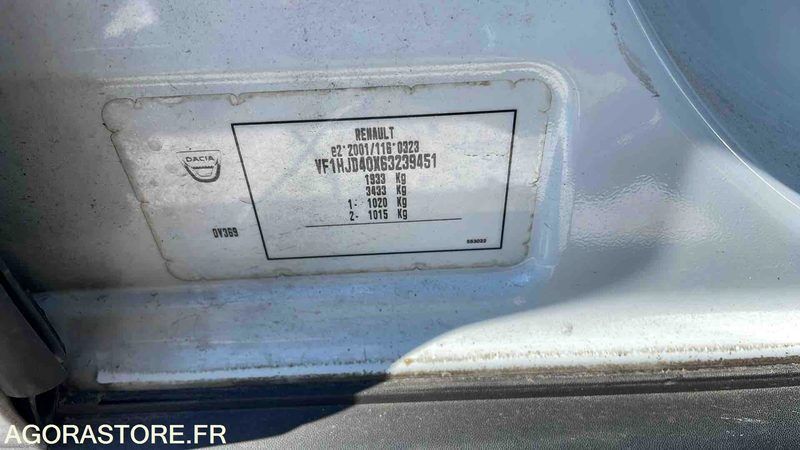 RENAULT
e2*2001/116*0323
VF1HJD40X63239451
1933 Kg
3433 Kg
1- 1020 Kg
2- 1015 Kg
DACIA
OV369
553022
AGORASTORE.FR